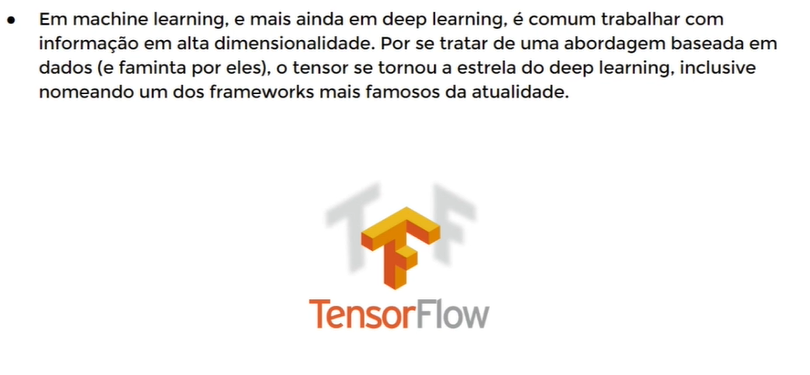 ● Em machine learning, e mais ainda em deep learning, é comum trabalhar com
informação em alta dimensionalidade. Por se tratar de uma abordagem baseada em
dados (e faminta por eles), o tensor se tornou a estrela do deep learning, inclusive
nomeando um dos frameworks mais famosos da atualidade.
TensorFlow